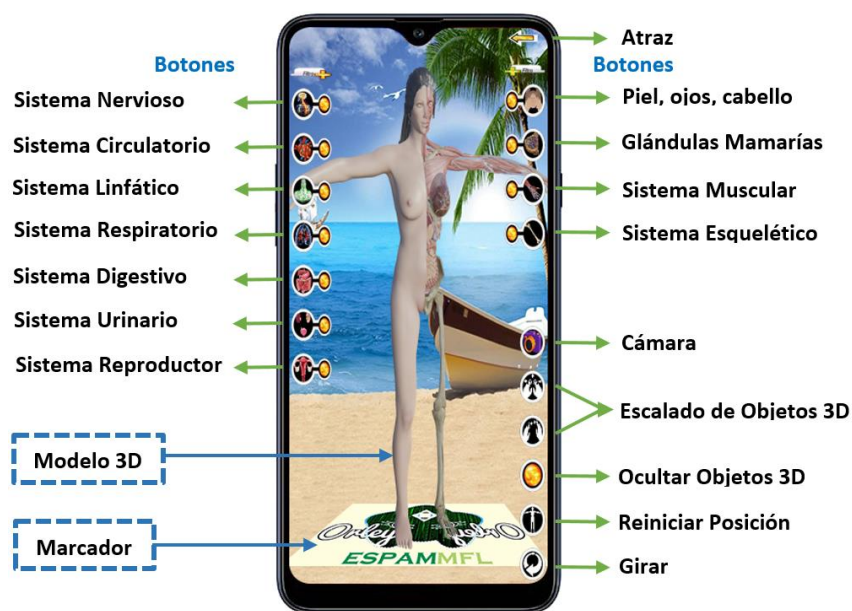 Atraz
Botones
Botones
Sistema Nervioso
Piel, ojos, cabello
Sistema Circulatorio
Glándulas Mamarías
Sistema Linfático
Sistema Muscular
Sistema Respiratorio
Sistema Esquelético
Sistema Digestivo
Sistema Urinario
Cámara
Sistema Reproductor
Escalado de Objetos 3D
Modelo 3D
Ocultar Objetos 3D
Reiniciar Posición
Marcador
Orley
ESPAMMFL
Girar